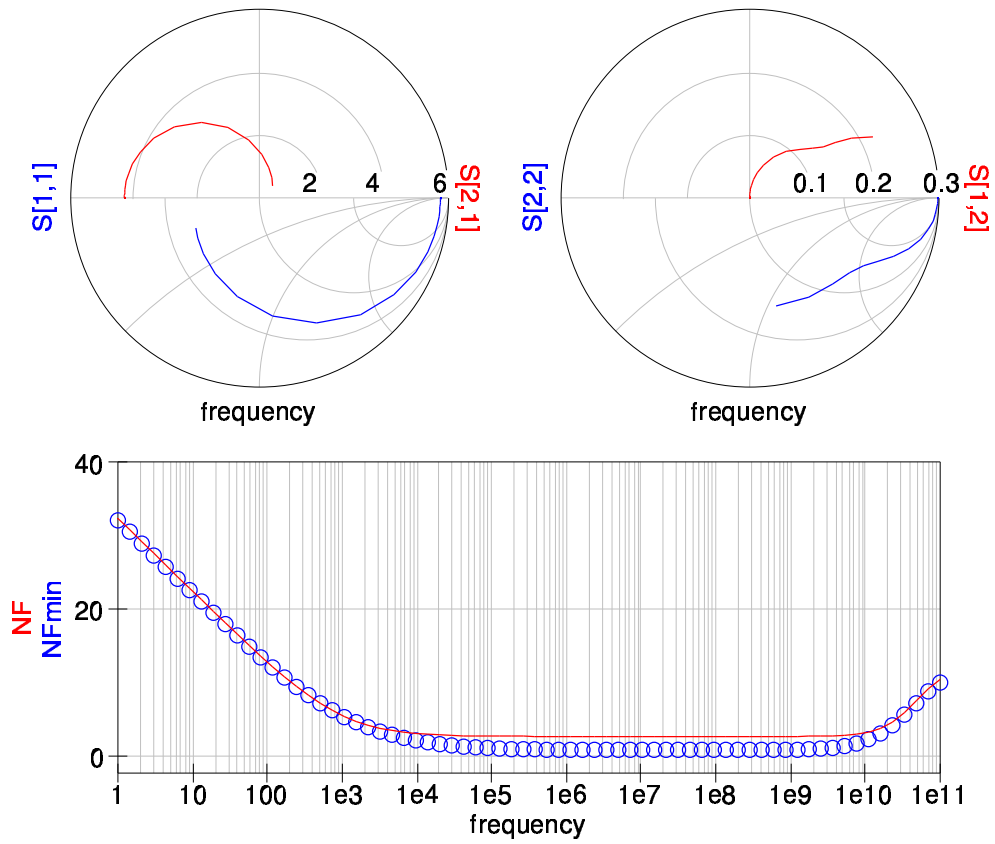 S[1,1]
2 4 6
S[2,1]
frequency
S[2,2]
0.1 0.2 0.3
S[1,2]
frequency
NF
NFmin
40
20
0
1 10 100 1e3 1e4 1e5 1e6 1e7 1e8 1e9 1e10 1e11
frequency